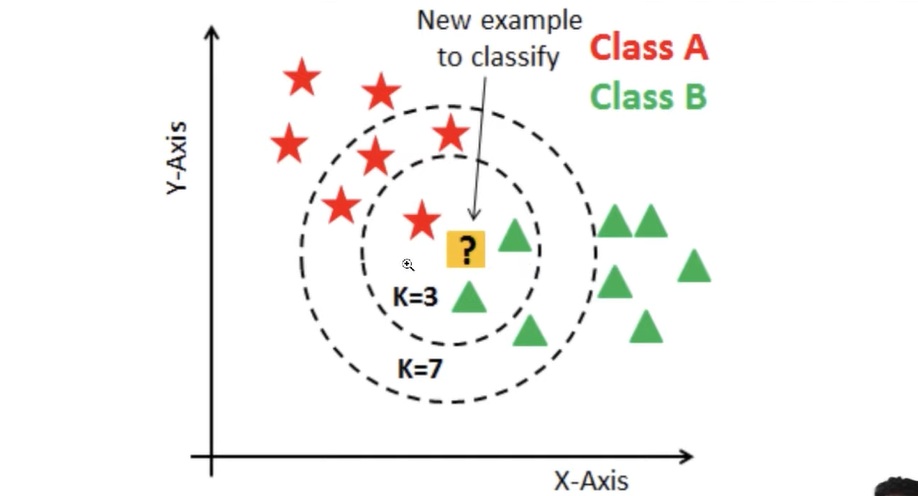 New example
to classify
Class A
Class B
Y-Axis
?
K=3
K=7
X-Axis